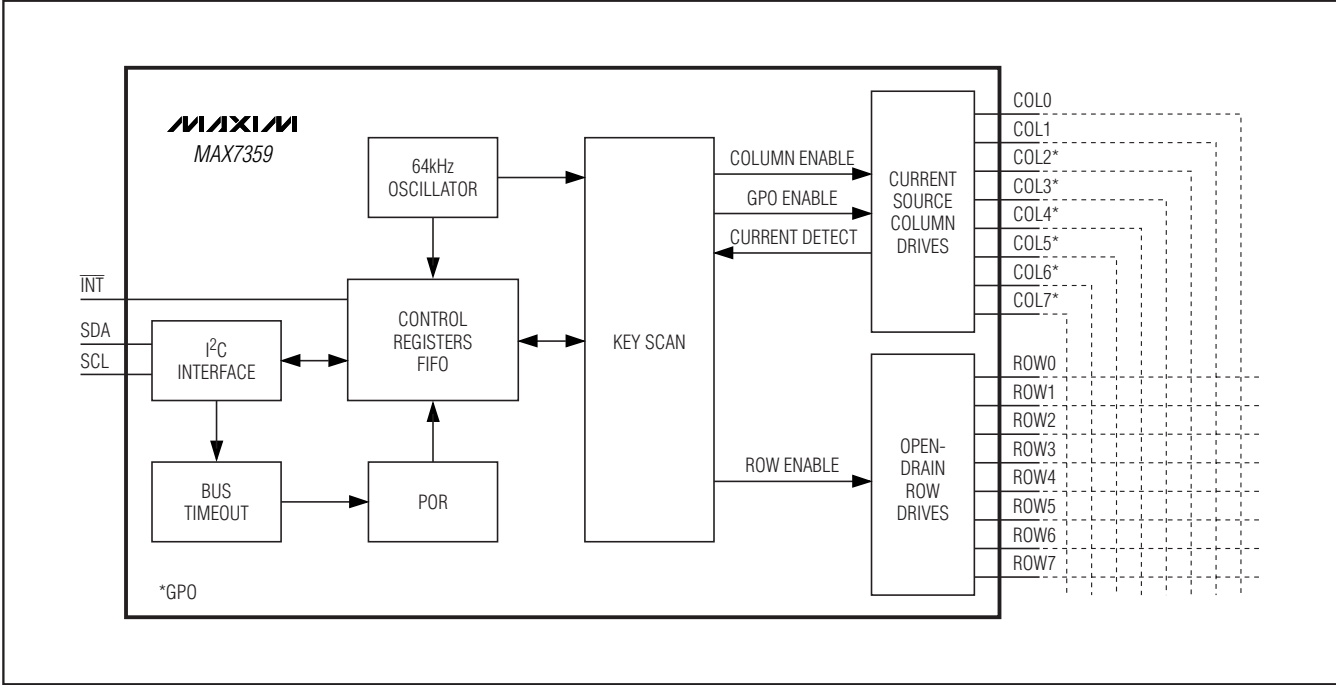 MAXIM
MAX7359
64kHz
OSCILLATOR
INT
SDA
SCL
I2C
INTERFACE
CONTROL
REGISTERS
FIFO
BUS
TIMEOUT
POR
*GPO
KEY SCAN
COLUMN ENABLE
GPO ENABLE
CURRENT DETECT
ROW ENABLE
CURRENT
SOURCE
COLUMN
DRIVES
OPEN-
DRAIN
ROW
DRIVES
COL0
COL1
COL2*
COL3*
COL4*
COL5*
COL6*
COL7*
ROW0
ROW1
ROW2
ROW3
ROW4
ROW5
ROW6
ROW7